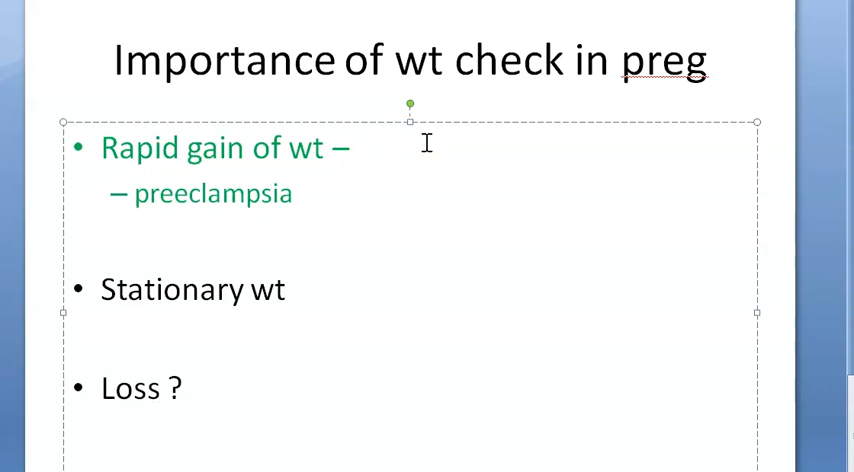 Importance of wt check in preg
• Rapid gain of wt –
– preeclampsia
• Stationary wt
• Loss ?